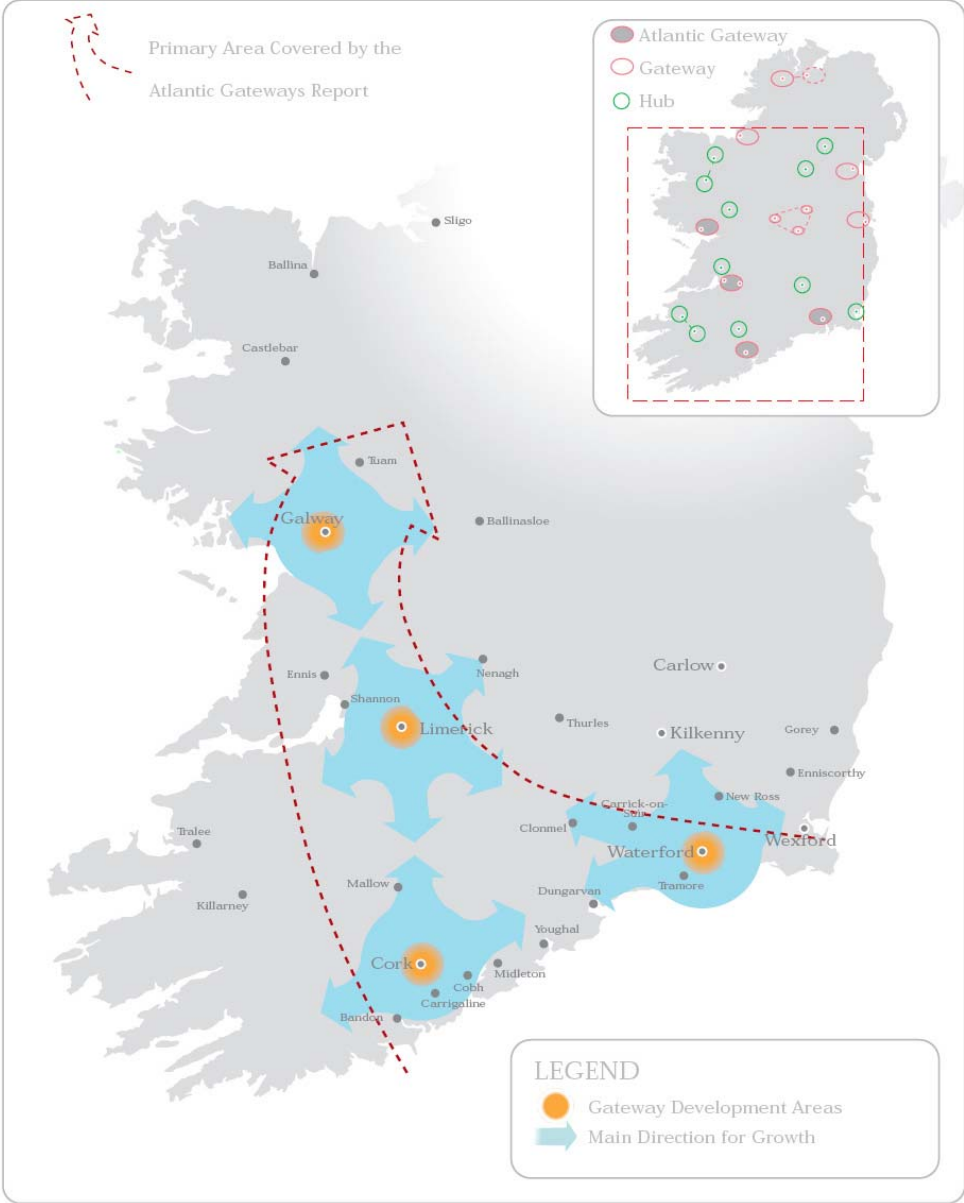 Primary Area Covered by the
Atlantic Gateways Report
Atlantic Gateway
Gateway
Hub
Sligo
Ballina
Castlebar
Tuam
Galway
Ballinasloe
Ennis
Nenagh
Carlow
Shannon
Limerick
Thurles
Kilkenny
Gorey
Enniscorthy
New Ross
Carrick-on-
Suir
Clonmel
Tralee
Wexford
Waterford
Mallow
Tramore
Killarney
Dungarvan
Youghal
Cork
Midleton
Cobh
Carrigaline
Bandon
LEGEND
Gateway Development Areas
Main Direction for Growth